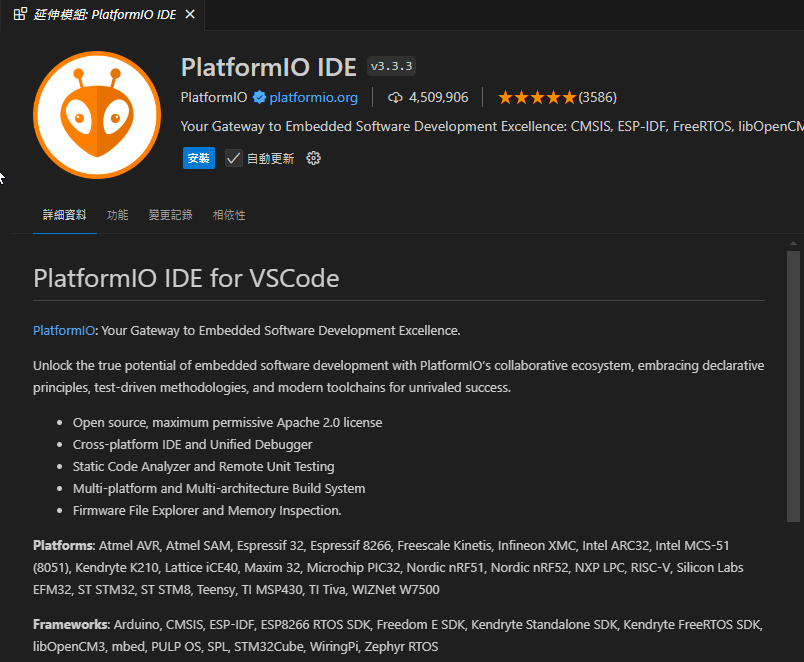 延伸模組: PlatformIO IDE
PlatformIO IDE v3.3.3
PlatformIO platformio.org 4,509,906 (3586)
Your Gateway to Embedded Software Development Excellence: CMSIS, ESP-IDF, FreeRTOS, libOpenCM
安裝 自動更新
詳細資料 功能 變更記錄 相依性
PlatformIO IDE for VSCode
PlatformIO: Your Gateway to Embedded Software Development Excellence.
Unlock the true potential of embedded software development with PlatformIO's collaborative ecosystem, embracing declarative
principles, test-driven methodologies, and modern toolchains for unrivaled success.
• Open source, maximum permissive Apache 2.0 license
• Cross-platform IDE and Unified Debugger
• Static Code Analyzer and Remote Unit Testing
• Multi-platform and Multi-architecture Build System
• Firmware File Explorer and Memory Inspection.
Platforms: Atmel AVR, Atmel SAM, Espressif 32, Espressif 8266, Freescale Kinetis, Infineon XMC, Intel ARC32, Intel MCS-51
(8051), Kendryte K210, Lattice iCE40, Maxim 32, Microchip PIC32, Nordic nRF51, Nordic nRF52, NXP LPC, RISC-V, Silicon Labs
EFM32, ST STM32, ST STM8, Teensy, TI MSP430, TI Tiva, WIZNet W7500
Frameworks: Arduino, CMSIS, ESP-IDF, ESP8266 RTOS SDK, Freedom E SDK, Kendryte Standalone SDK, Kendryte FreeRTOS SDK,
libOpenCM3, mbed, PULP OS, SPL, STM32Cube, WiringPi, Zephyr RTOS